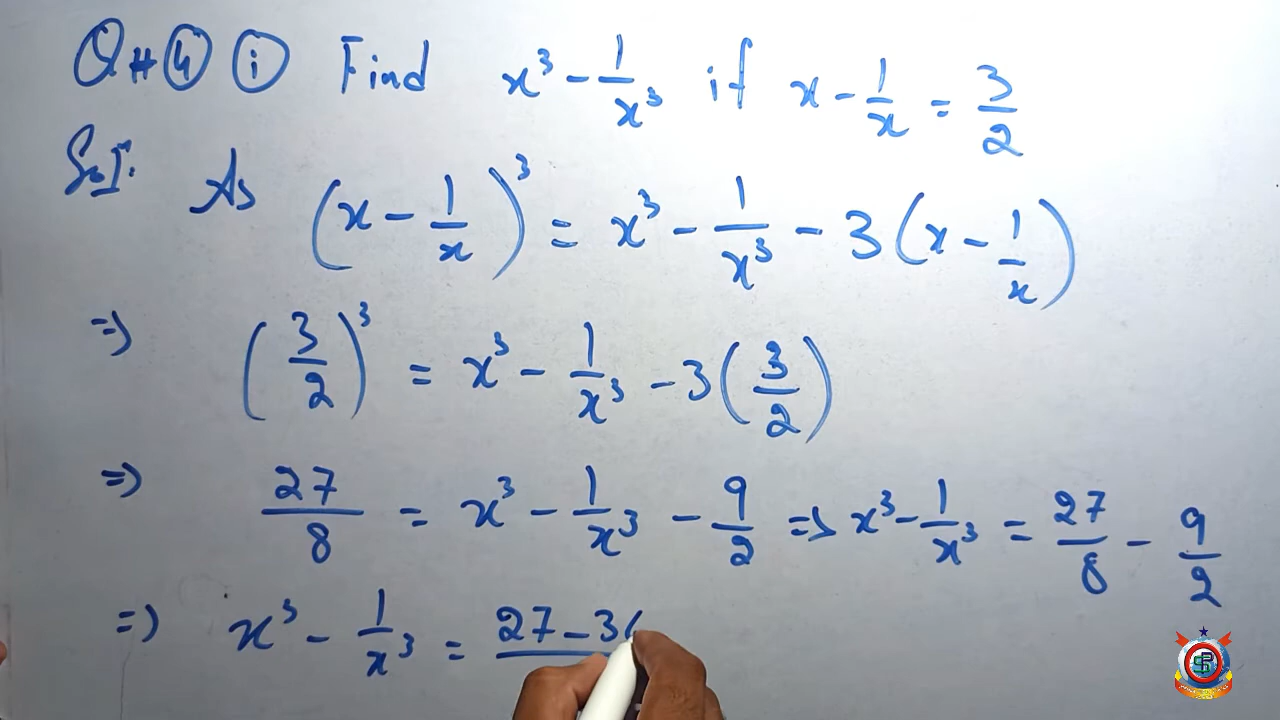 Q#4 i Find x³ - 1/x³ if x - 1/x = 3/2
Sol: As (x - 1/x)³ = x³ - 1/x³ - 3(x - 1/x)
=> (3/2)³ = x³ - 1/x³ - 3(3/2)
=> 27/8 = x³ - 1/x³ - 9/2 => x³ - 1/x³ = 27/8 - 9/2
=> x³ - 1/x³ = 27 - 3